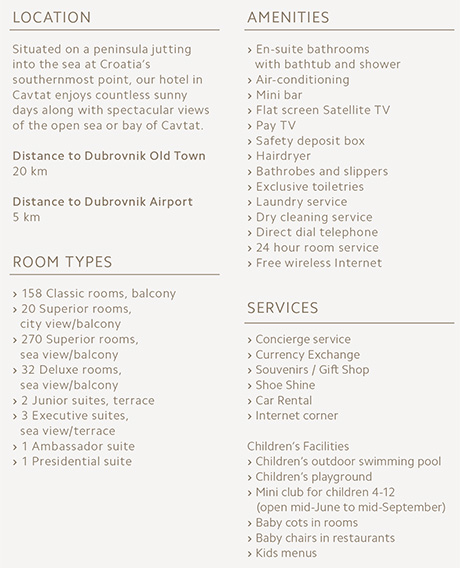 LOCATION
Situated on a peninsula jutting
into the sea at Croatia's
southernmost point, our hotel in
Cavtat enjoys countless sunny
days along with spectacular views
of the open sea or bay of Cavtat.
Distance to Dubrovnik Old Town
20 km
Distance to Dubrovnik Airport
5 km
ROOM TYPES
› 158 Classic rooms, balcony
› 20 Superior rooms,
city view/balcony
› 270 Superior rooms,
sea view/balcony
› 32 Deluxe rooms,
sea view/balcony
› 2 Junior suites, terrace
› 3 Executive suites,
sea view/terrace
› 1 Ambassador suite
› 1 Presidential suite
AMENITIES
› En-suite bathrooms
with bathtub and shower
› Air-conditioning
› Mini bar
› Flat screen Satellite TV
› Pay TV
› Safety deposit box
› Hairdryer
› Bathrobes and slippers
› Exclusive toiletries
› Laundry service
› Dry cleaning service
› Direct dial telephone
› 24 hour room service
› Free wireless Internet
SERVICES
› Concierge service
› Currency Exchange
› Souvenirs / Gift Shop
› Shoe Shine
› Car Rental
› Internet corner
Children's Facilities
› Children's outdoor swimming pool
› Children's playground
› Mini club for children 4-12
(open mid-June to mid-September)
› Baby cots in rooms
› Baby chairs in restaurants
› Kids menus